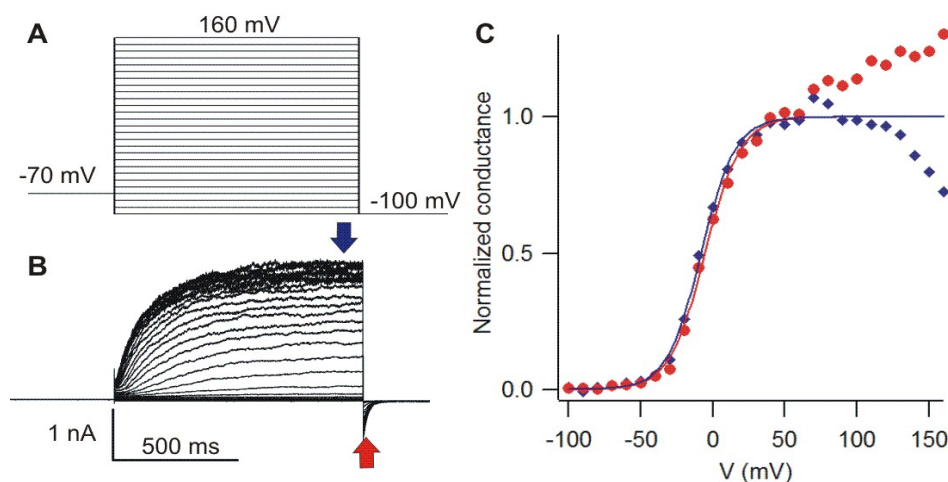 A
160 mV
-70 mV
-100 mV
B
1 nA
500 ms
C
Normalized conductance
1.0
0.5
0.0
-100 -50 0 50 100 150
V (mV)